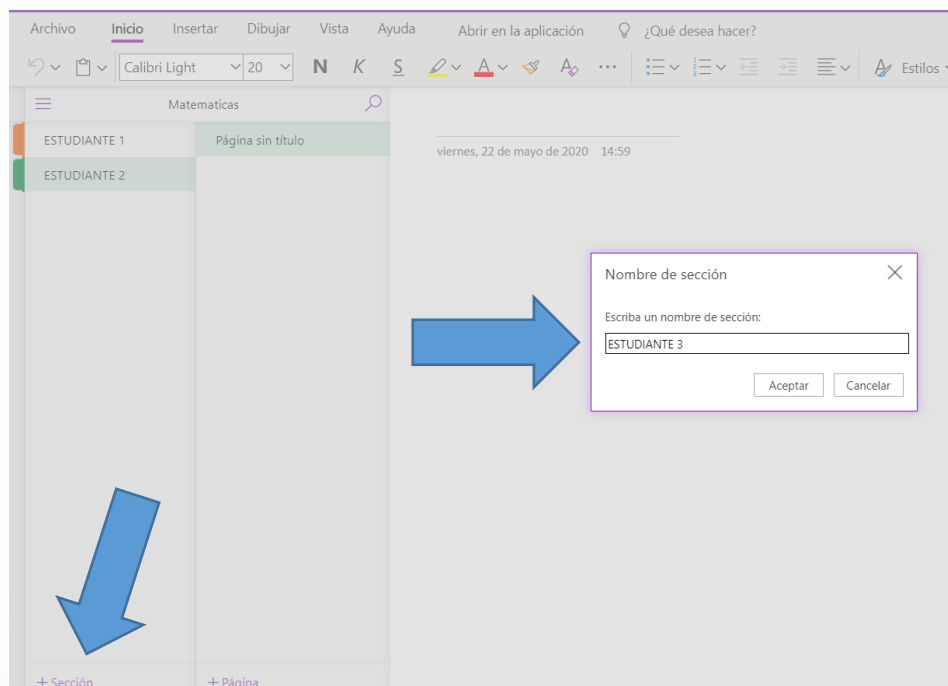 Archivo Inicio Insertar Dibujar Vista Ayuda Abrir en la aplicación ¿Qué desea hacer?
Calibri Light 20 N K S A A ... Estilos
Matematicas
ESTUDIANTE 1 Página sin título
ESTUDIANTE 2
viernes, 22 de mayo de 2020 14:59
Nombre de sección
Escriba un nombre de sección:
ESTUDIANTE 3
Aceptar Cancelar
+ Sección + Página